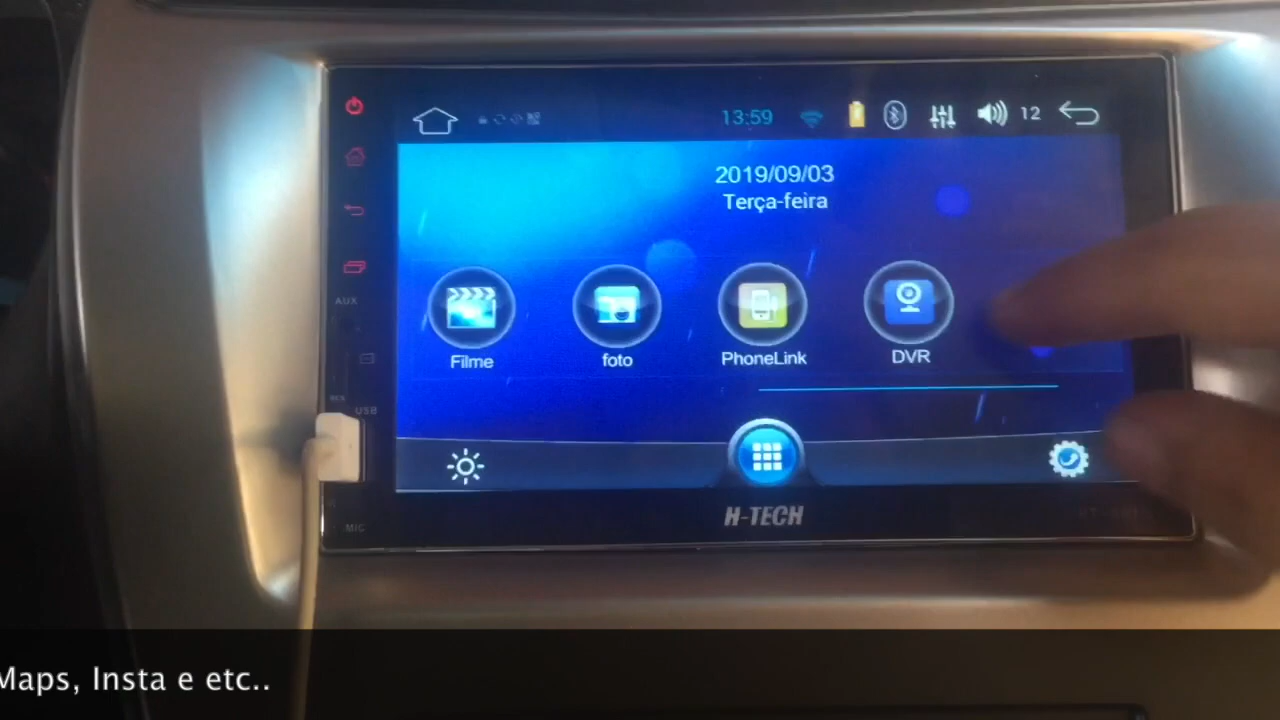 13:59
12
2019/09/03
Terça-feira
Filme
foto
PhoneLink
DVR
AUX
RES
USB
MIC
H-TECH
Maps, Insta e etc..